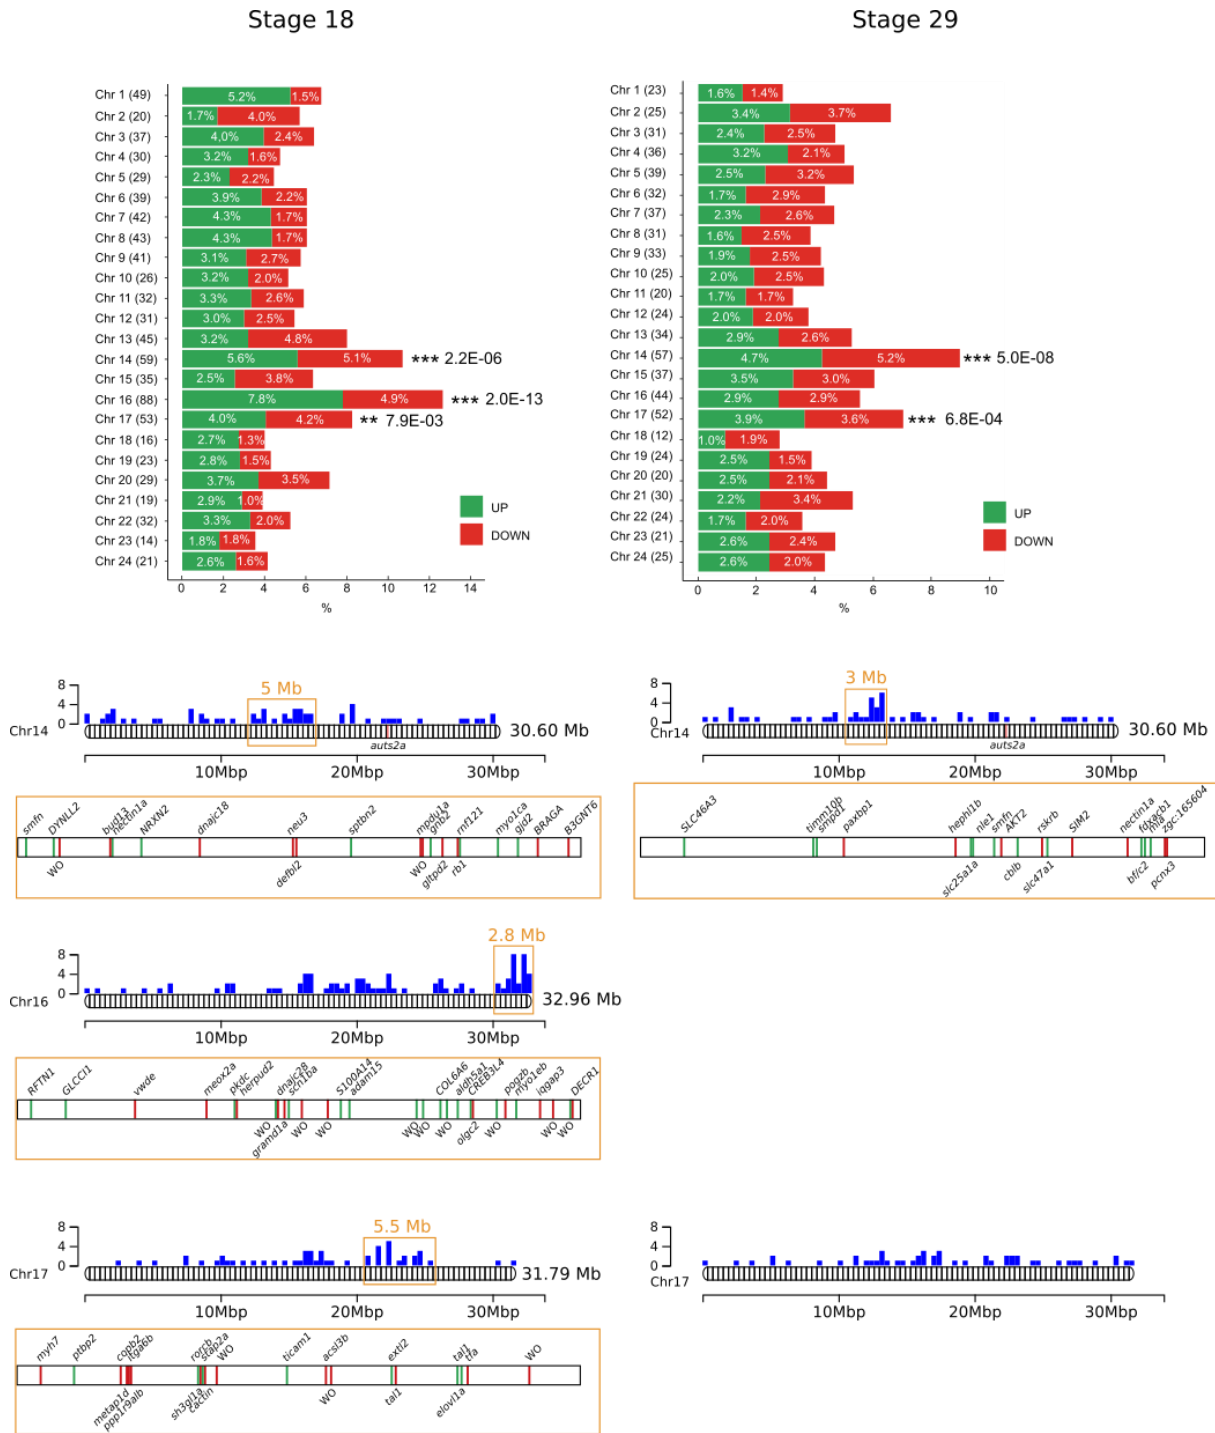 Stage 18
Stage 29
Chr 1 (49) 5.2% 1.5%
Chr 2 (20) 1.7% 4.0%
Chr 3 (37) 4.0% 2.4%
Chr 4 (30) 3.2% 1.6%
Chr 5 (29) 2.3% 2.2%
Chr 6 (39) 3.9% 2.2%
Chr 7 (42) 4.3% 1.7%
Chr 8 (43) 4.3% 1.7%
Chr 9 (41) 3.1% 2.7%
Chr 10 (26) 3.2% 2.0%
Chr 11 (32) 3.3% 2.6%
Chr 12 (31) 3.0% 2.5%
Chr 13 (45) 3.2% 4.8%
Chr 14 (59) 5.6% 5.1% *** 2.2E-06
Chr 15 (35) 2.5% 3.8%
Chr 16 (88) 7.8% 4.9% *** 2.0E-13
Chr 17 (53) 4.0% 4.2% ** 7.9E-03
Chr 18 (16) 2.7% 1.3%
Chr 19 (23) 2.8% 1.5%
Chr 20 (29) 3.7% 3.5%
Chr 21 (19) 2.9% 1.0%
Chr 22 (32) 3.3% 2.0%
Chr 23 (14) 1.8% 1.8%
Chr 24 (21) 2.6% 1.6%
UP
DOWN
0 2 4 6 8 10 12 14
%
Chr 1 (23) 1.6% 1.4%
Chr 2 (25) 3.4% 3.7%
Chr 3 (31) 2.4% 2.5%
Chr 4 (36) 3.2% 2.1%
Chr 5 (39) 2.5% 3.2%
Chr 6 (32) 1.7% 2.9%
Chr 7 (37) 2.3% 2.6%
Chr 8 (31) 1.6% 2.5%
Chr 9 (33) 1.9% 2.5%
Chr 10 (25) 2.0% 2.5%
Chr 11 (20) 1.7% 1.7%
Chr 12 (24) 2.0% 2.0%
Chr 13 (34) 2.9% 2.6%
Chr 14 (57) 4.7% 5.2% *** 5.0E-08
Chr 15 (37) 3.5% 3.0%
Chr 16 (44) 2.9% 2.9%
Chr 17 (52) 3.9% 3.6% *** 6.8E-04
Chr 18 (12) 1.0% 1.9%
Chr 19 (24) 2.5% 1.5%
Chr 20 (20) 2.5% 2.1%
Chr 21 (30) 2.2% 3.4%
Chr 22 (24) 1.7% 2.0%
Chr 23 (21) 2.6% 2.4%
Chr 24 (25) 2.6% 2.0%
UP
DOWN
0 2 4 6 8 10
%
5 Mb
8
4
0
Chr14
30.60 Mb
auts2a
10Mbp 20Mbp 30Mbp
smfn DYNLL2 bud13 nectin1a NRXN2 dnajc18 neu3 sptbn2 mpdu1a gnb2 rnf121 myo1ca gjd2 BRAGA B3GNT6
WO defbl2 WO gltpd2 rb1
3 Mb
8
4
0
Chr14
30.60 Mb
auts2a
10Mbp 20Mbp 30Mbp
SLC46A3 timm10b smpd1 paxbp1 hephl1b nle1 smfn AKT2 rskrb SIM2 nectin1a fdxacb1 mfa zgc:165604
slc25a1a cblb slc47a1 bf/c2 pcnx3
2.8 Mb
8
4
0
Chr16
32.96 Mb
10Mbp 20Mbp 30Mbp
RFTN1 GLCCI1 vwde meox2a pkdc herpud2 dnajc28 scn1ba S100A14 adam15 COL6A6 aldh5a1 CREB3L4 pogzb myo1eb iqgap3 DECR1
WO gramd1a WO WO WO WO WO olgc2 WO WO WO
5.5 Mb
8
4
0
Chr17
31.79 Mb
10Mbp 20Mbp 30Mbp
myh7 ptbp2 copb2 itga6b rorcb stap2a WO ticam1 acsl3b extl2 tal1 tfa WO
metap1d ppp1r9alb sh3gl1a cactin WO tal1 elovl1a
8
4
0
Chr17
10Mbp 20Mbp 30Mbp